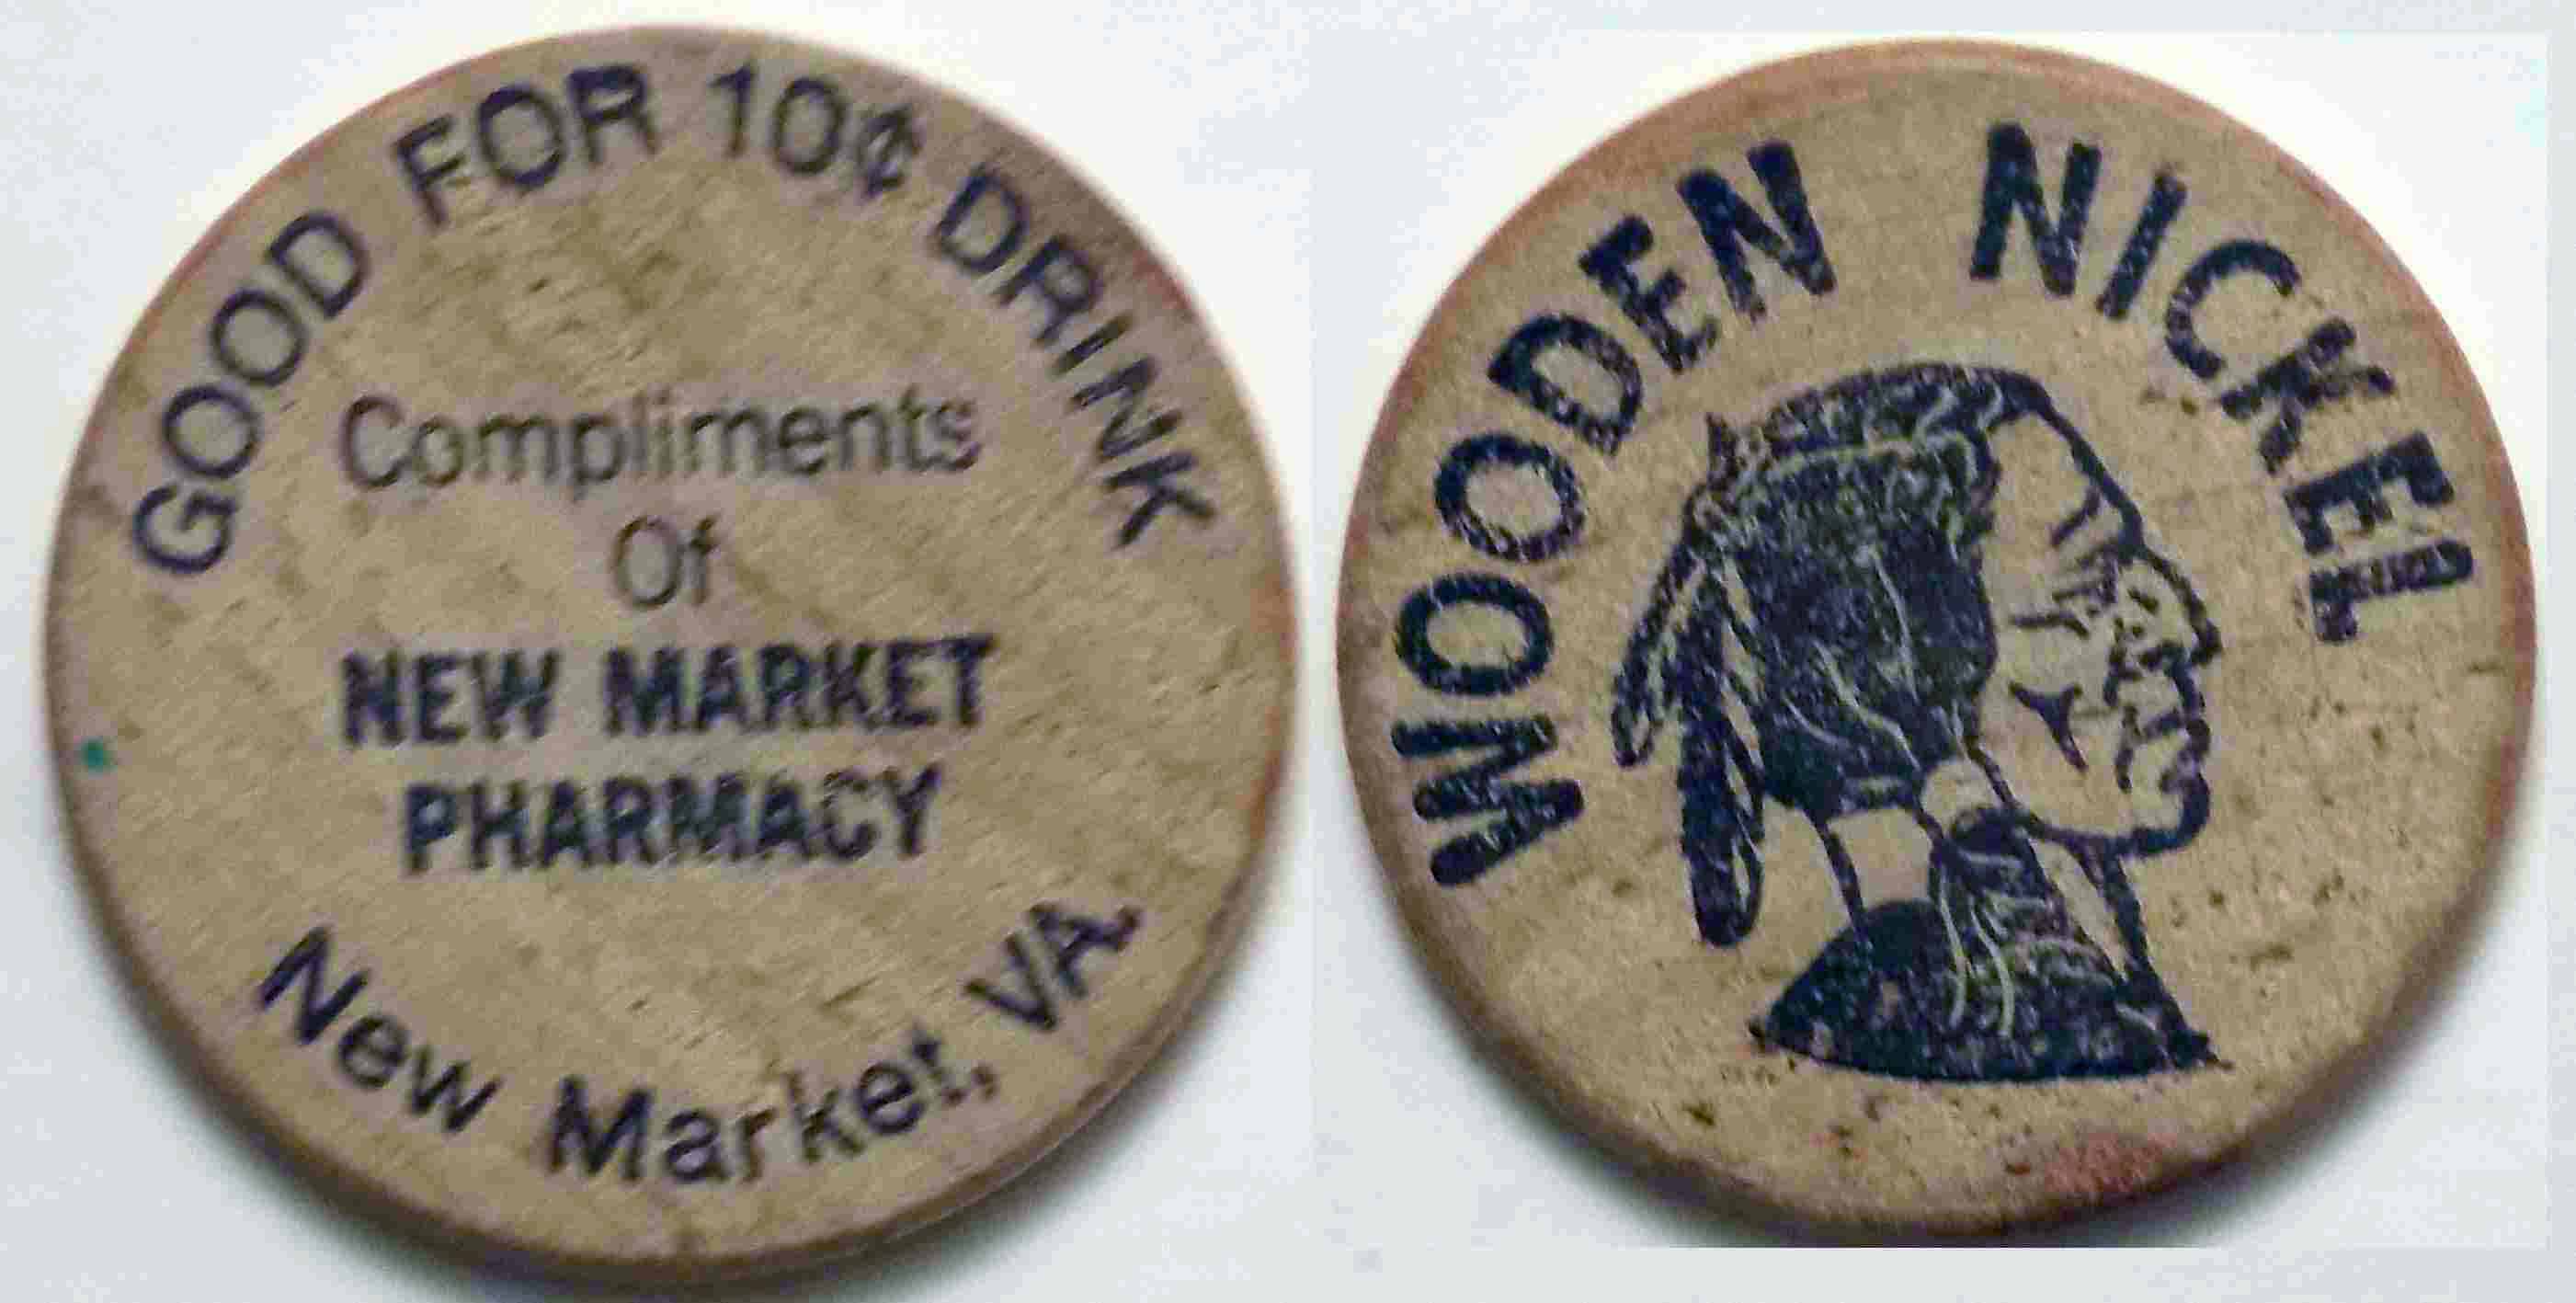 GOOD FOR 10¢ DRINK
Compliments
Of
NEW MARKET
PHARMACY
New Market, VA.
WOODEN NICKEL